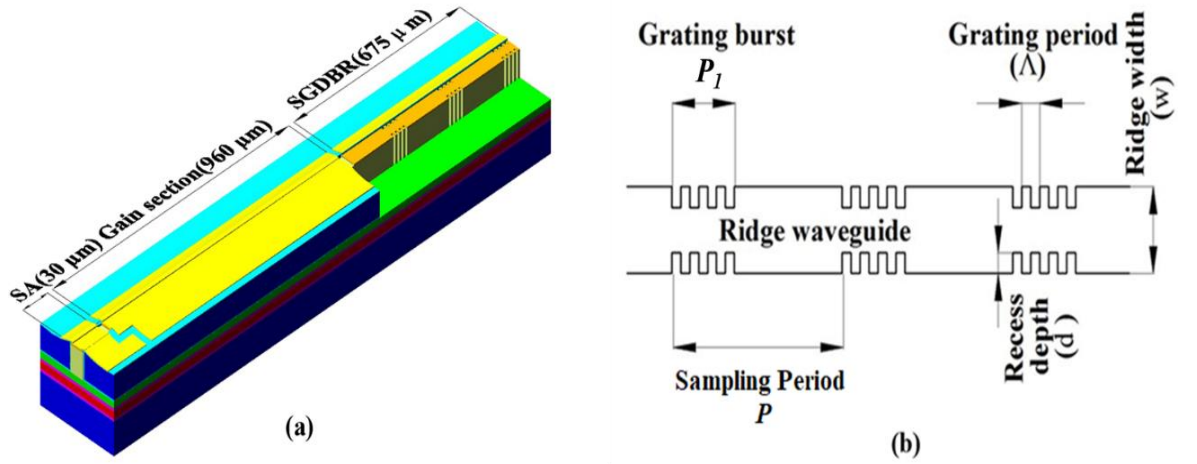 SA(30 μm)
Gain section(960 μm)
SGDBR(675 μ m)
(a)
Grating burst
P1
Grating period
(Λ)
Ridge width
(w)
Ridge waveguide
Recess
depth
(d )
Sampling Period
P
(b)